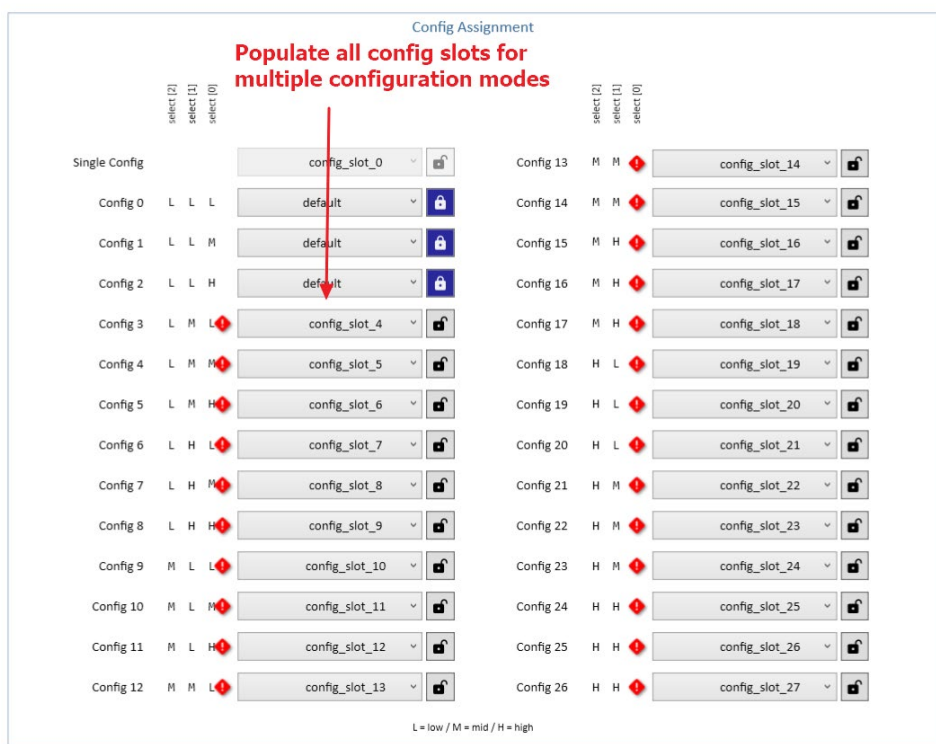 Config Assignment
Populate all config slots for
multiple configuration modes
select [2] select [1] select [0]
select [2] select [1] select [0]
Single Config config_slot_0
Config 0 L L L default
Config 1 L L M default
Config 2 L L H default
Config 3 L M L config_slot_4
Config 4 L M M config_slot_5
Config 5 L M H config_slot_6
Config 6 L H L config_slot_7
Config 7 L H M config_slot_8
Config 8 L H H config_slot_9
Config 9 M L L config_slot_10
Config 10 M L M config_slot_11
Config 11 M L H config_slot_12
Config 12 M M L config_slot_13
Config 13 M M config_slot_14
Config 14 M M config_slot_15
Config 15 M H config_slot_16
Config 16 M H config_slot_17
Config 17 M H config_slot_18
Config 18 H L config_slot_19
Config 19 H L config_slot_20
Config 20 H L config_slot_21
Config 21 H M config_slot_22
Config 22 H M config_slot_23
Config 23 H M config_slot_24
Config 24 H H config_slot_25
Config 25 H H config_slot_26
Config 26 H H config_slot_27
L = low / M = mid / H = high